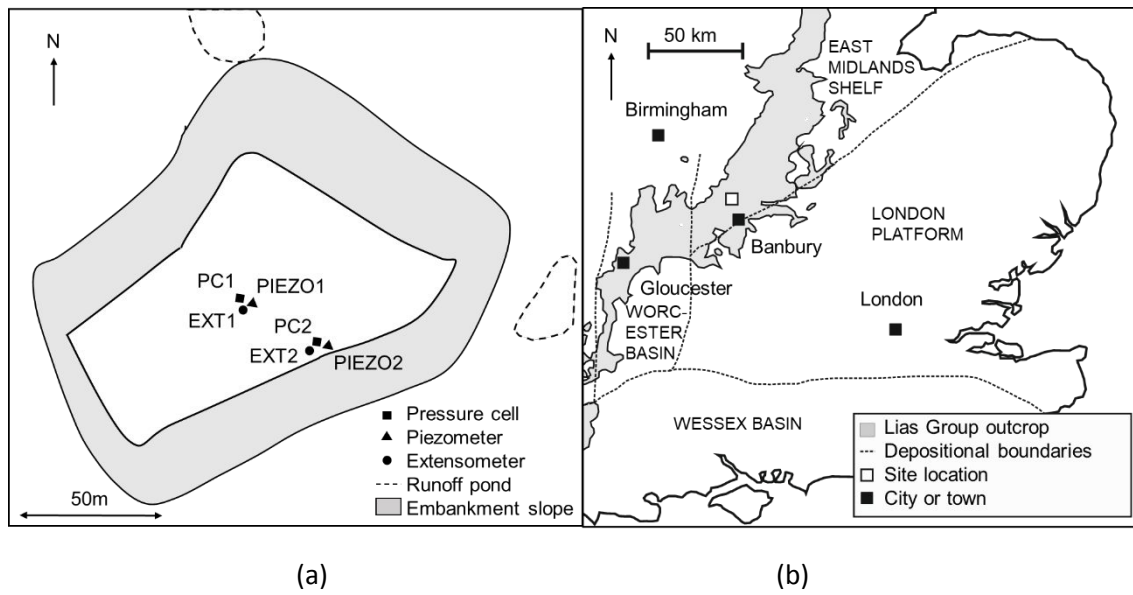 N
PC1
PIEZO1
EXT1
PC2
EXT2
PIEZO2
Pressure cell
Piezometer
Extensometer
Runoff pond
Embankment slope
50m
(a)
50 km
N
EAST
MIDLANDS
SHELF
Birmingham
LONDON
PLATFORM
Banbury
Gloucester
London
WORC-
ESTER
BASIN
WESSEX BASIN
Lias Group outcrop
Depositional boundaries
Site location
City or town
(b)